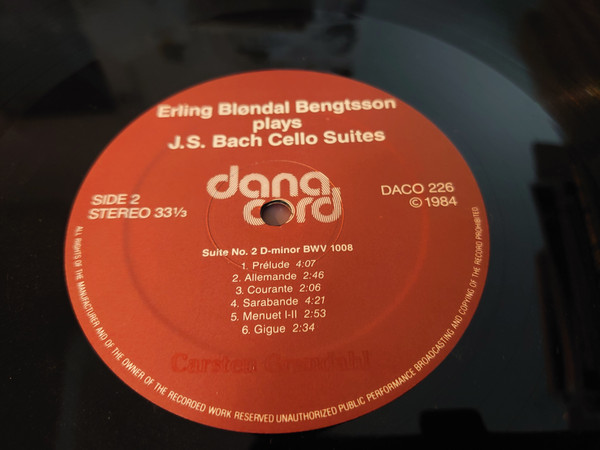 Erling Bløndal Bengtsson
plays
J.S. Bach Cello Suites
dana
cord
SIDE 2
STEREO 33⅓
DACO 226
© 1984
Suite No. 2 D-minor BWV 1008
1. Prélude 4:07
2. Allemande 2:46
3. Courante 2:06
4. Sarabande 4:21
5. Menuet I-II 2:53
6. Gigue 2:34
Carsten Grøndahl
ALL RIGHTS OF THE MANUFACTURER AND OF THE OWNER OF THE RECORDED WORK RESERVED UNAUTHORIZED PUBLIC PERFORMANCE BROADCASTING AND COPYING OF THE RECORD PROHIBITED